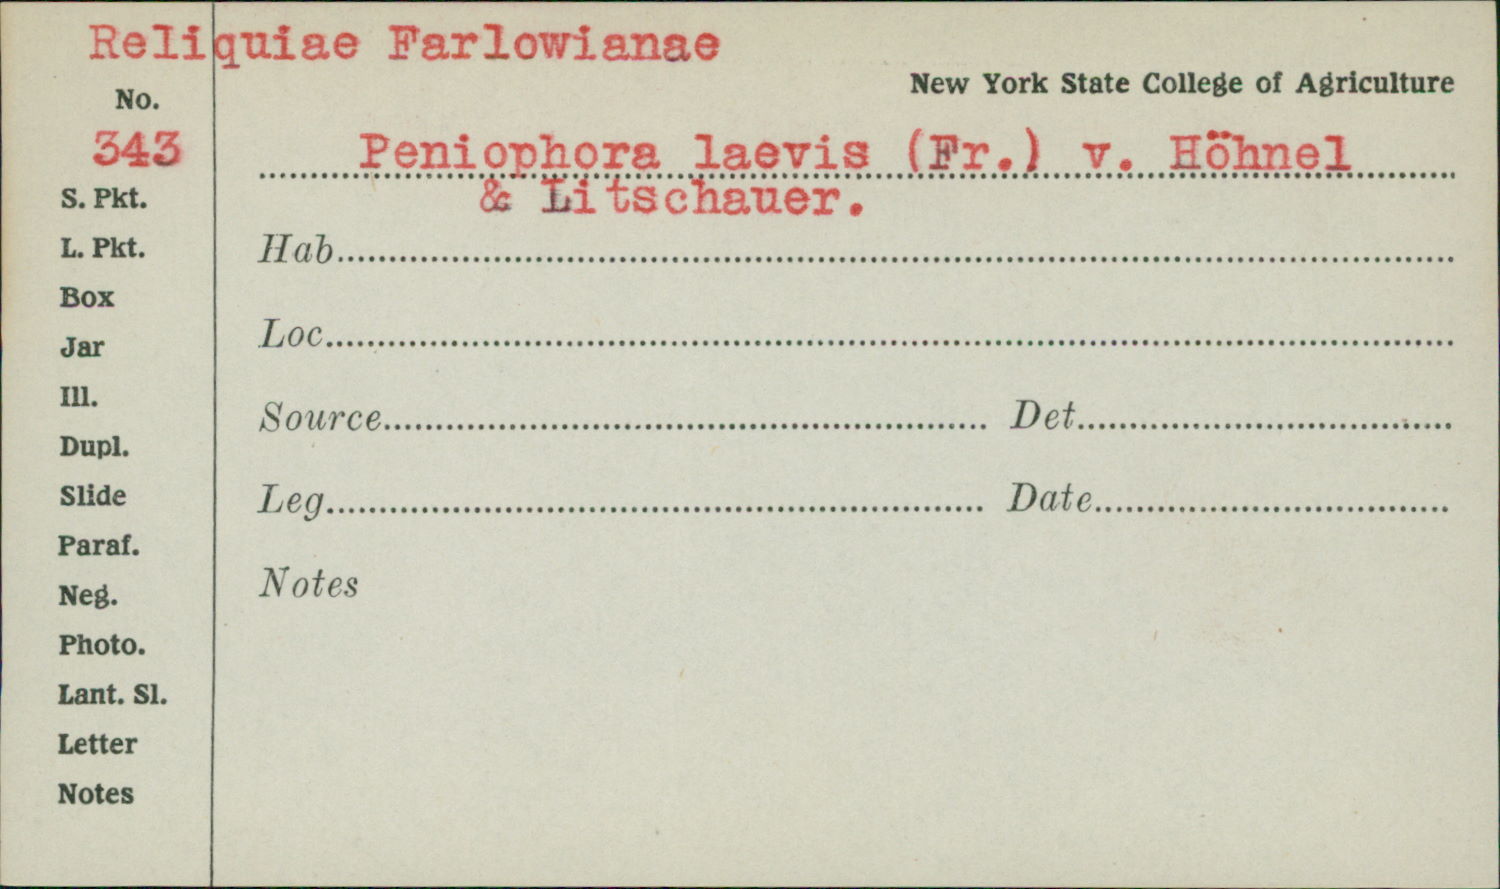 Reliquiae Farlowianae
New York State College of Agriculture
No.
343
Peniophora laevis (Fr.) v. Höhnel
& Litschauer.
S. Pkt.
L. Pkt.
Box
Jar
Ill.
Dupl.
Slide
Paraf.
Neg.
Photo.
Lant. Sl.
Letter
Notes
Hab
Loc
Source Det
Leg Date
Notes